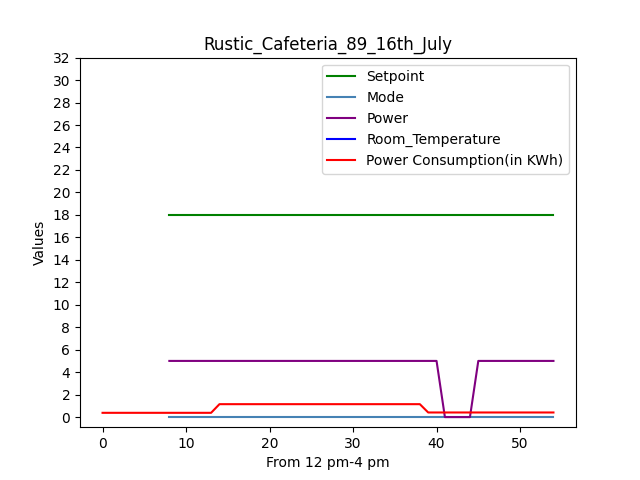 Rustic_Cafeteria_89_16th_July
Setpoint
Mode
Power
Room_Temperature
Power Consumption(in KWh)
Values
32
30
28
26
24
22
20
18
16
14
12
10
8
6
4
2
0
0 10 20 30 40 50
From 12 pm-4 pm